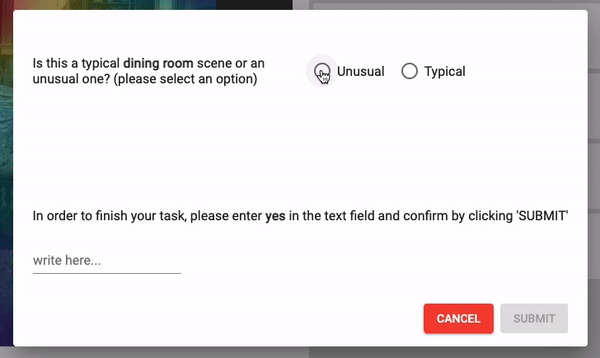 Is this a typical dining room scene or an
unusual one? (please select an option)
Unusual
Typical
In order to finish your task, please enter yes in the text field and confirm by clicking 'SUBMIT'
write here...
CANCEL
SUBMIT